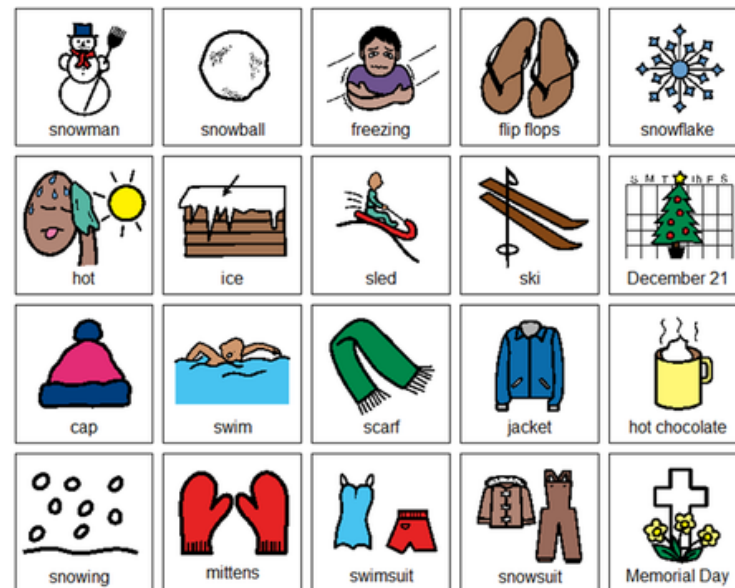 snowman
snowball
freezing
flip flops
snowflake
hot
ice
sled
ski
S M T T F S
December 21
cap
swim
scarf
jacket
hot chocolate
snowing
mittens
swimsuit
snowsuit
Memorial Day